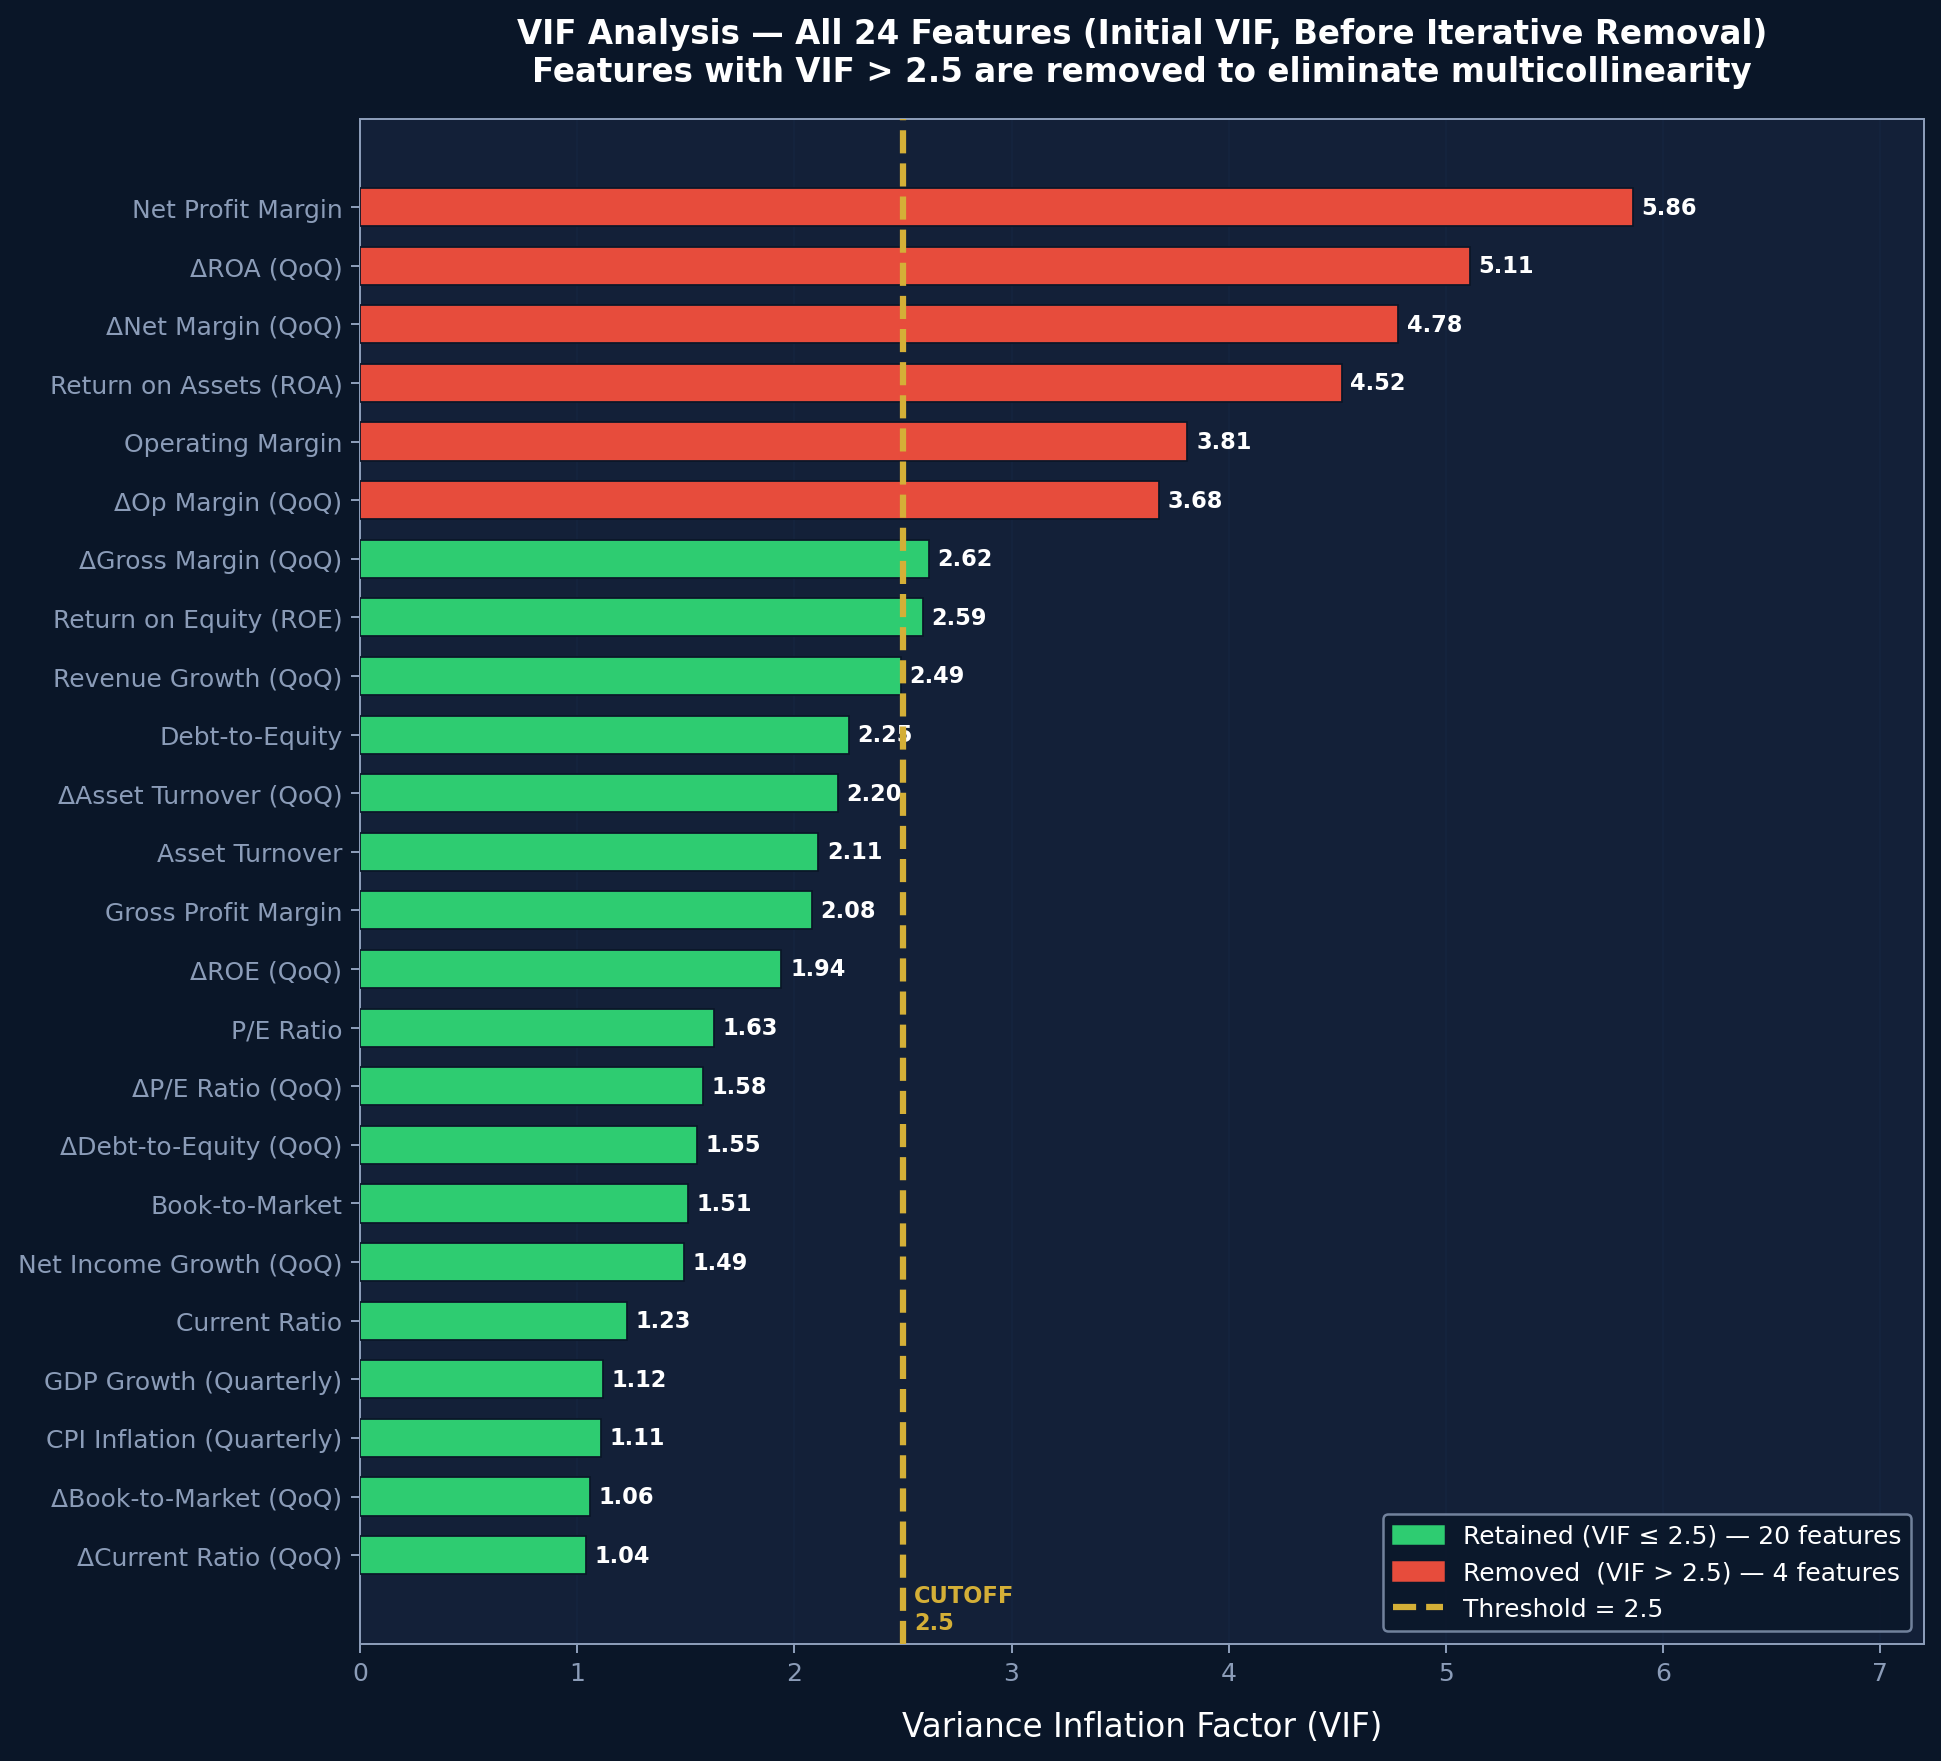 VIF Analysis — All 24 Features (Initial VIF, Before Iterative Removal)
Features with VIF > 2.5 are removed to eliminate multicollinearity
Net Profit Margin 5.86
ΔROA (QoQ) 5.11
ΔNet Margin (QoQ) 4.78
Return on Assets (ROA) 4.52
Operating Margin 3.81
ΔOp Margin (QoQ) 3.68
ΔGross Margin (QoQ) 2.62
Return on Equity (ROE) 2.59
Revenue Growth (QoQ) 2.49
Debt-to-Equity 2.25
ΔAsset Turnover (QoQ) 2.20
Asset Turnover 2.11
Gross Profit Margin 2.08
ΔROE (QoQ) 1.94
P/E Ratio 1.63
ΔP/E Ratio (QoQ) 1.58
ΔDebt-to-Equity (QoQ) 1.55
Book-to-Market 1.51
Net Income Growth (QoQ) 1.49
Current Ratio 1.23
GDP Growth (Quarterly) 1.12
CPI Inflation (Quarterly) 1.11
ΔBook-to-Market (QoQ) 1.06
ΔCurrent Ratio (QoQ) 1.04
CUTOFF
2.5
Retained (VIF ≤ 2.5) — 20 features
Removed  (VIF > 2.5) — 4 features
Threshold = 2.5
0 1 2 3 4 5 6 7
Variance Inflation Factor (VIF)